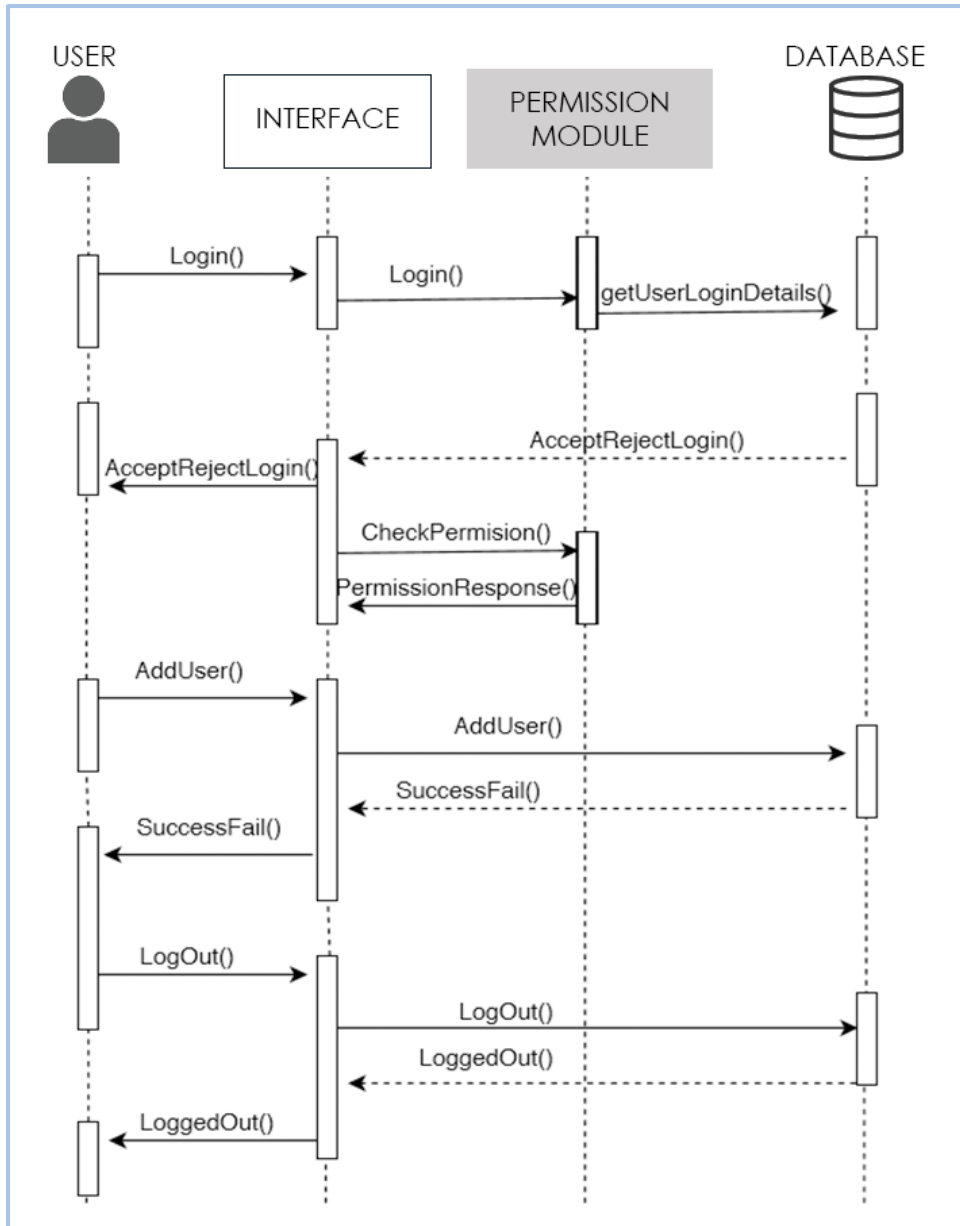 USER
DATABASE
INTERFACE
PERMISSION
MODULE
Login()
Login()
getUserLoginDetails()
AcceptRejectLogin()
AcceptRejectLogin()
CheckPermision()
PermissionResponse()
AddUser()
AddUser()
SuccessFail()
SuccessFail()
LogOut()
LogOut()
LoggedOut()
LoggedOut()